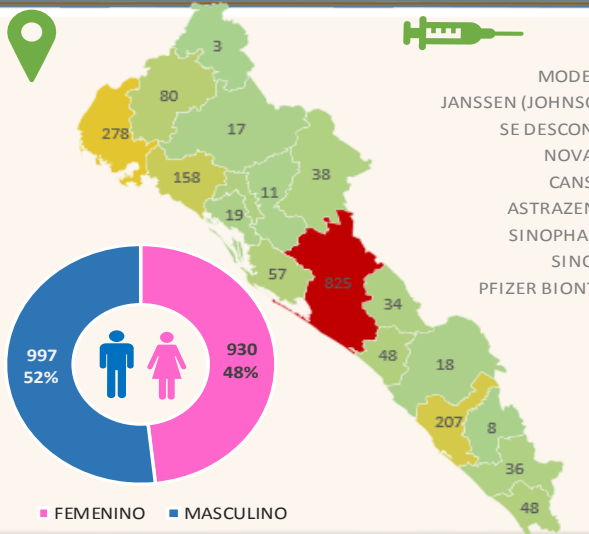 3
80
17
278
158
38
11
19
57
825
34
48
18
207
8
36
48
MODE
JANSSEN (JOHNSO
SE DESCON
NOVA
CANS
ASTRAZEN
SINOPHA
SINO
PFIZER BIONT
997
52%
930
48%
FEMENINO
MASCULINO